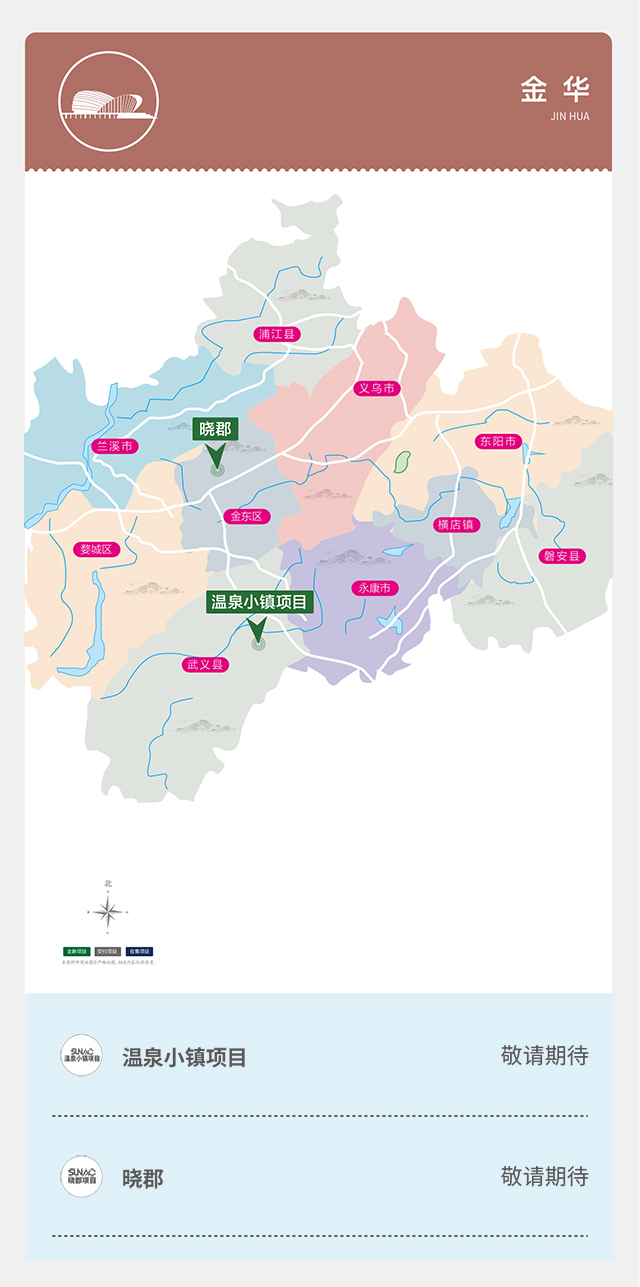 金华
JIN HUA
浦江县
义乌市
晓郡
兰溪市
东阳市
金东区
横店镇
婺城区
磐安县
永康市
温泉小镇项目
武义县
北
全新项目 交付项目 在售项目
SUNAC
温泉小镇项目
温泉小镇项目 敬请期待
SUNAC
晓郡项目
晓郡 敬请期待